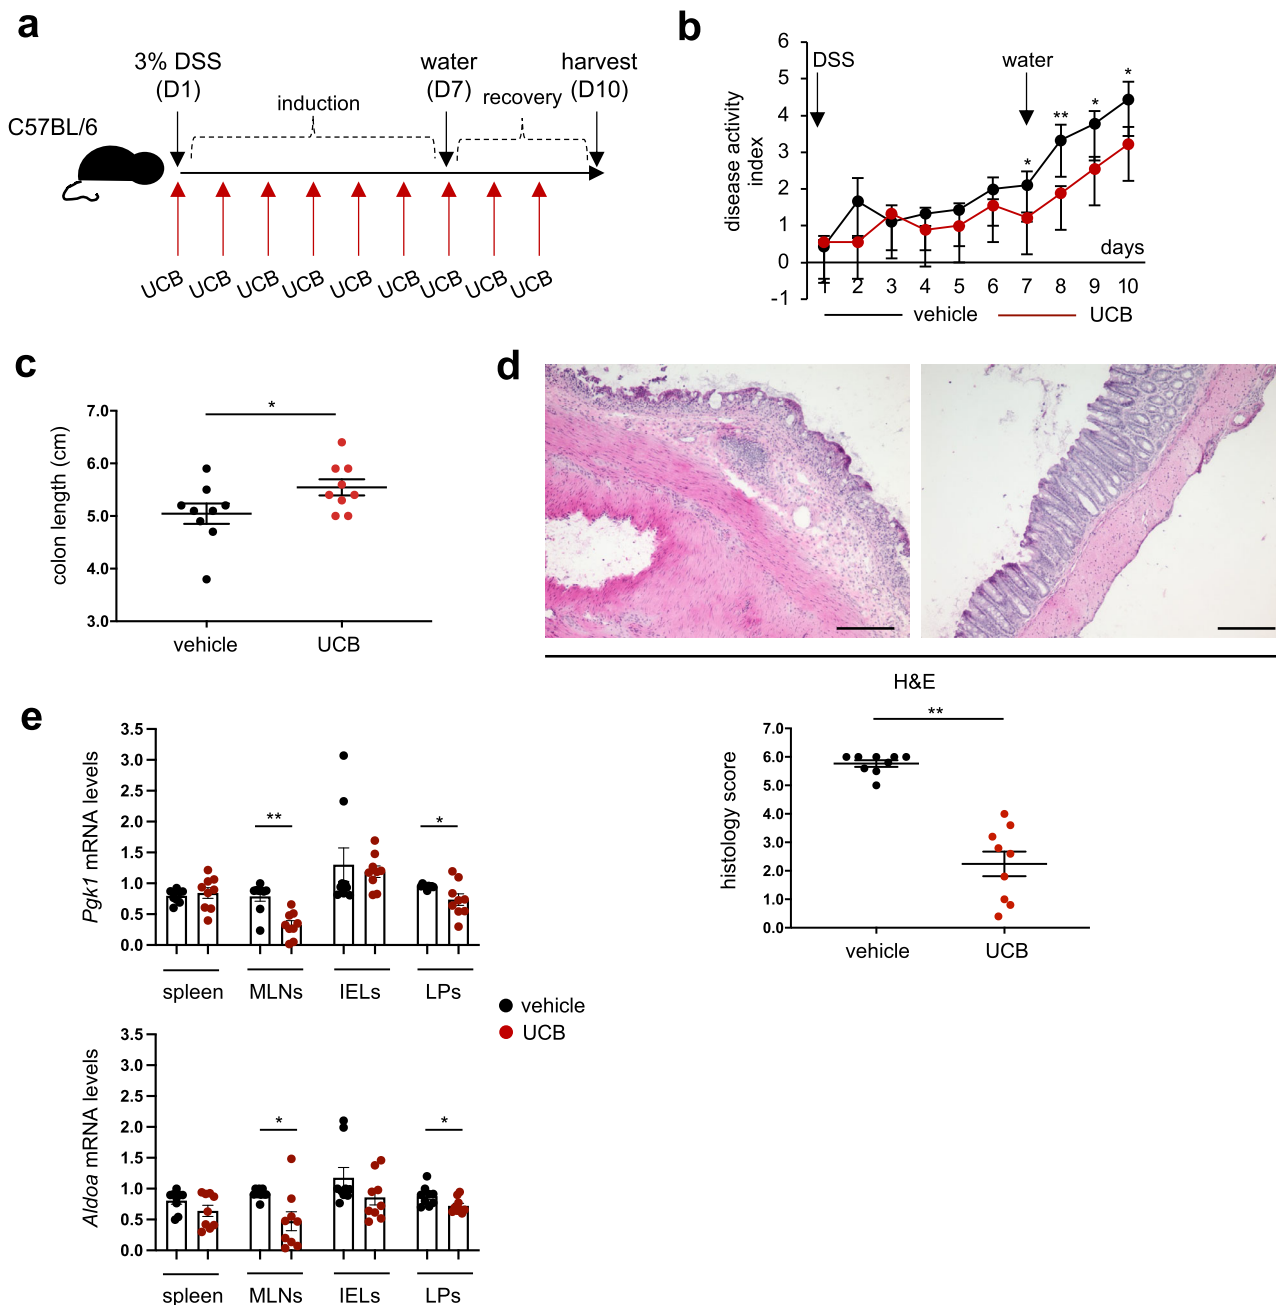 a
3% DSS
(D1)
water
(D7)
harvest
(D10)
induction
recovery
C57BL/6
UCB UCB UCB UCB UCB UCB UCB UCB UCB
b
disease activity
index
6
5
4
3
2
1
0
-1
DSS
water
* ** * *
days
1 2 3 4 5 6 7 8 9 10
vehicle UCB
c
colon length (cm)
7.0
6.0
5.0
4.0
3.0
*
vehicle UCB
d
H&E
histology score
7.0
6.0
5.0
4.0
3.0
2.0
1.0
0.0
**
vehicle UCB
e
Pgk1 mRNA levels
3.5
3.0
2.5
2.0
1.5
1.0
0.5
0.0
** *
spleen MLNs IELs LPs
vehicle
UCB
Aldoa mRNA levels
3.5
3.0
2.5
2.0
1.5
1.0
0.5
0.0
* *
spleen MLNs IELs LPs